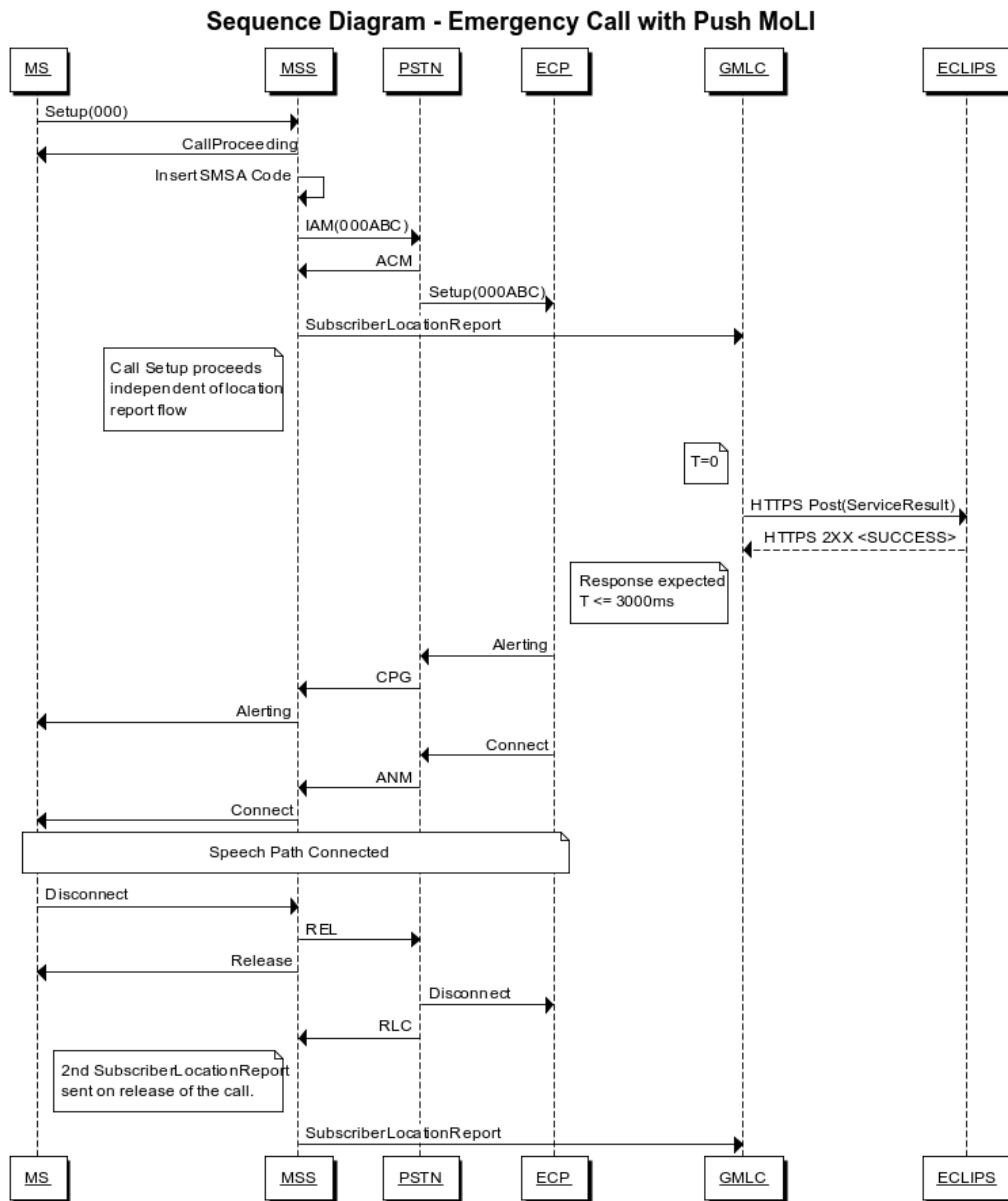 Sequence Diagram - Emergency Call with Push MoLI
MS MSS PSTN ECP GMLC ECLIPS
Setup(000)
CallProceeding
InsertSMSA Code
IAM(000ABC)
ACM
Setup(000ABC)
SubscriberLocationReport
Call Setup proceeds
independent of location
report flow
T=0
HTTPS Post(ServiceResult)
HTTPS 2XX <SUCCESS>
Response expected
T <= 3000ms
Alerting
CPG
Alerting
Connect
ANM
Connect
Speech Path Connected
Disconnect
REL
Release
Disconnect
RLC
2nd SubscriberLocationReport
sent on release of the call.
SubscriberLocationReport
MS MSS PSTN ECP GMLC ECLIPS